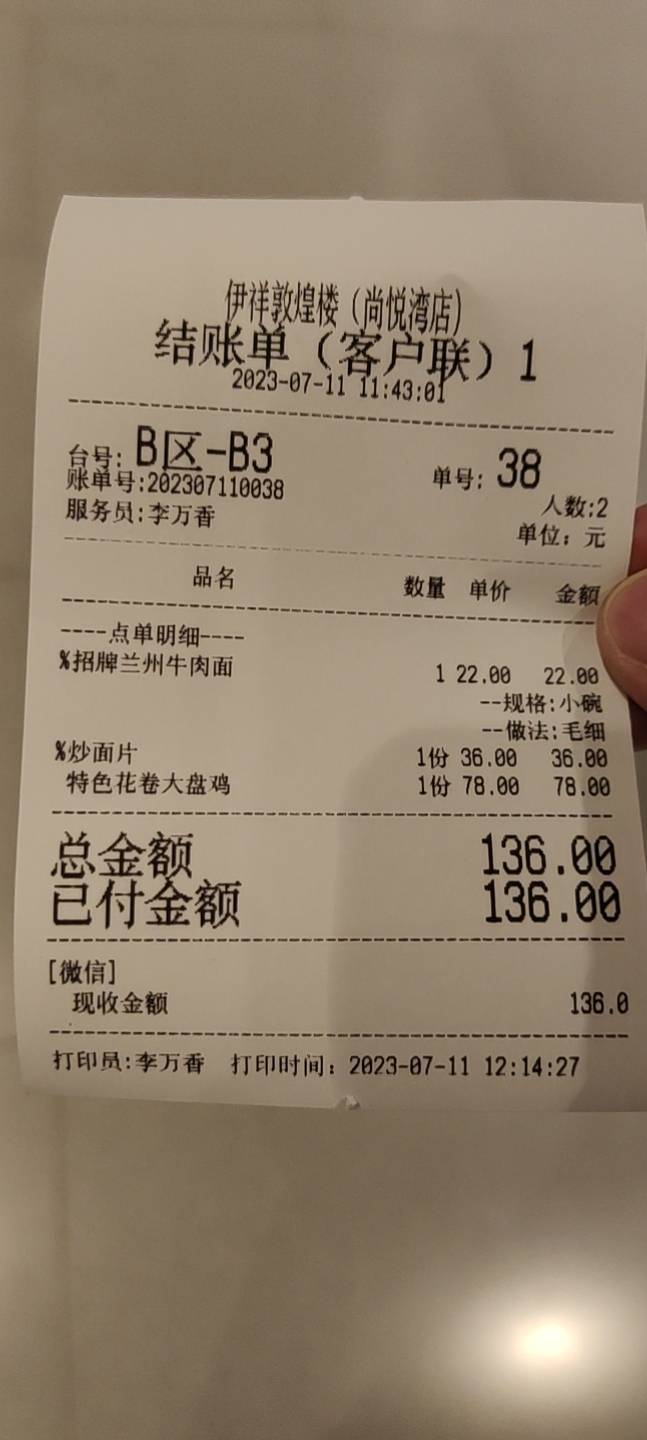 伊祥敦煌楼（尚悦湾店）
结账单（客户联）1
2023-07-11 11:43:01
台号: B区-B3 单号: 38
账单号:202307110038 人数:2
服务员:李万香 单位：元
品名 数量 单价 金额
----点单明细----
%招牌兰州牛肉面 1 22.00 22.00
--规格:小碗
--做法:毛细
%炒面片 1份 36.00 36.00
特色花卷大盘鸡 1份 78.00 78.00
总金额 136.00
已付金额 136.00
[微信]
现收金额 136.0
打印员:李万香 打印时间：2023-07-11 12:14:27